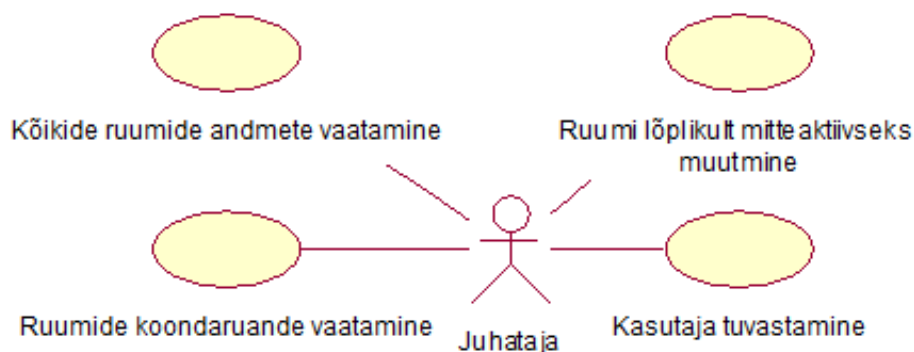 Kõikide ruumide andmete vaatamine
Ruumi lõplikult mitteaktiivseks
muutmine
Ruumide koondaruande vaatamine
Juhataja
Kasutaja tuvastamine